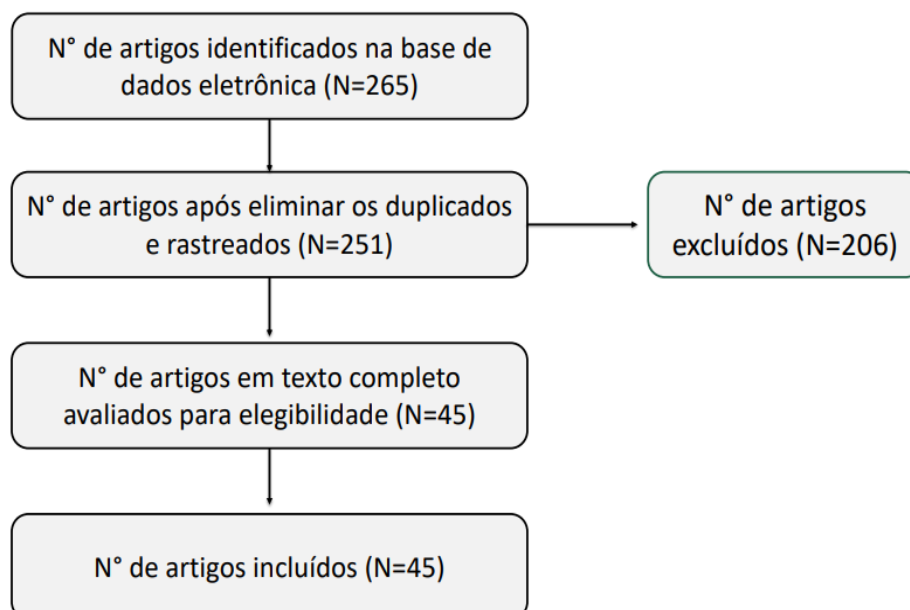 N° de artigos identificados na base de
dados eletrônica (N=265)
N° de artigos após eliminar os duplicados
e rastreados (N=251)
N° de artigos
excluídos (N=206)
N° de artigos em texto completo
avaliados para elegibilidade (N=45)
N° de artigos incluídos (N=45)